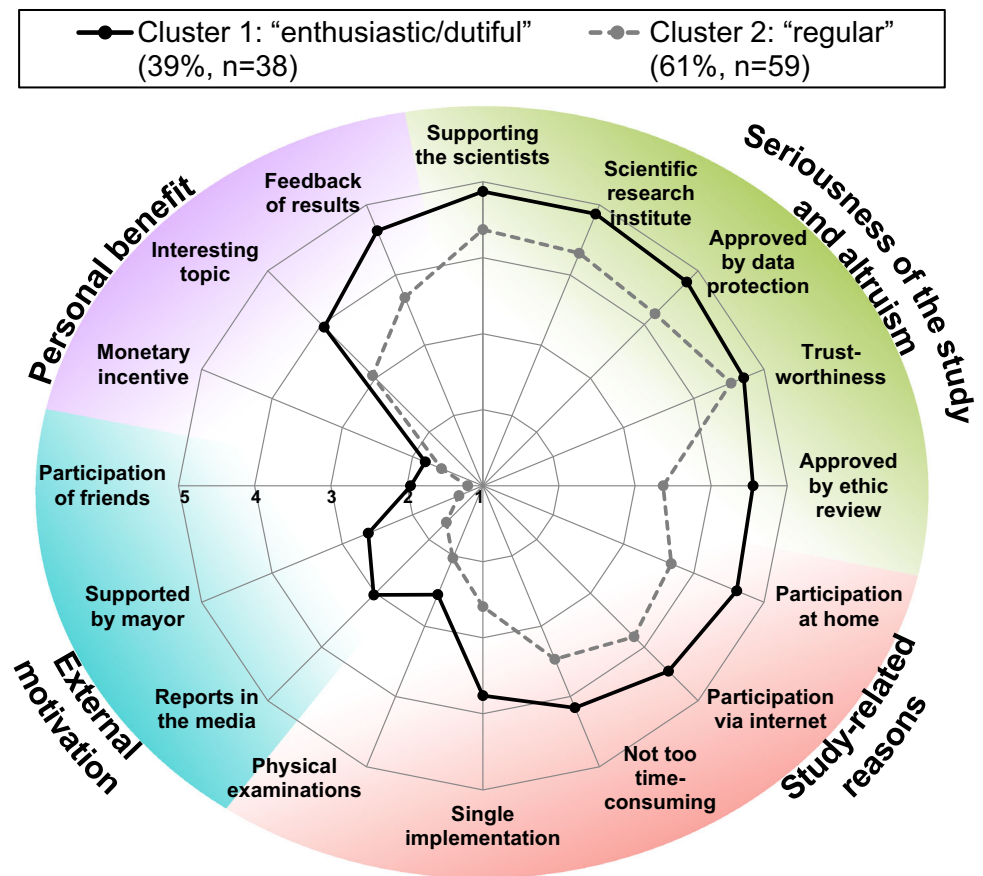 Cluster 1: “enthusiastic/dutiful”
(39%, n=38)
Cluster 2: “regular”
(61%, n=59)
Supporting
the scientists
Scientific
research
institute
Approved
by data
protection
Trust-
worthiness
Approved
by ethic
review
Participation
at home
Participation
via internet
Not too
time-
consuming
Single
implementation
Physical
examinations
Reports in
the media
Supported
by mayor
Participation
of friends
Monetary
incentive
Interesting
topic
Feedback
of results
5 4 3 2 1
Personal benefit
Seriousness of the study
and altruism
Study-related
reasons
External
motivation